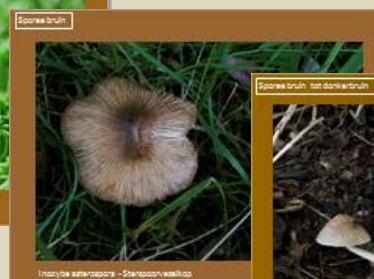 Sporee bruin
Sporee bruin tot donkerbruin
Inocybe asterospora - Sterspoorvezelkop